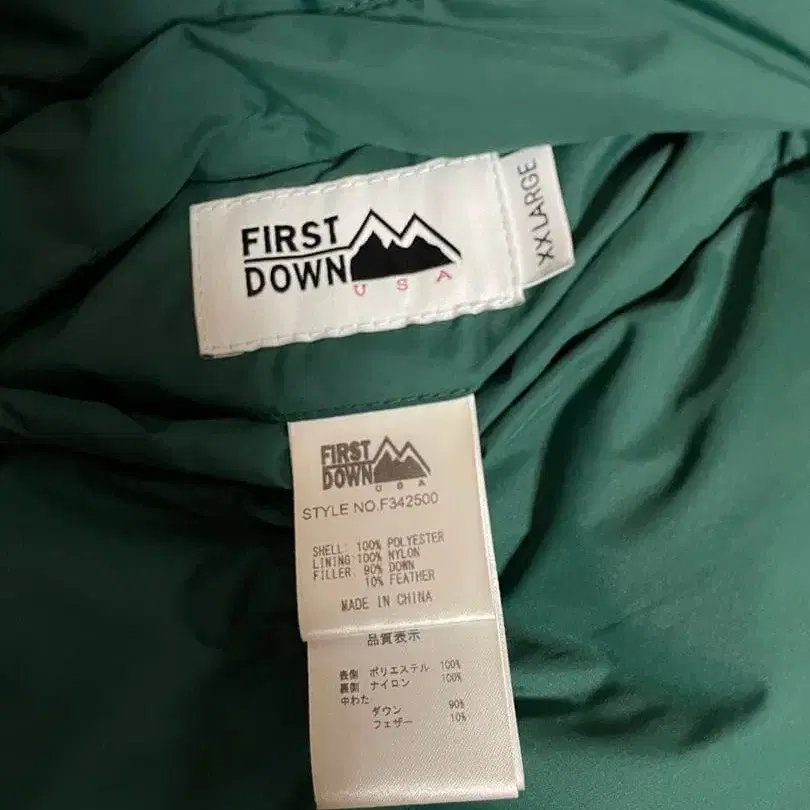 FIRST
DOWN
USA
XXLARGE
FIRST
DOWN
USA
STYLE NO.F342500
SHELL: 100% POLYESTER
LINING:100% NYLON
FILLER: 90% DOWN
10% FEATHER
MADE IN CHINA
品質表示
表側 ポリエステル 100%
裏側 ナイロン 100%
中わた
ダウン 90%
フェザー 10%